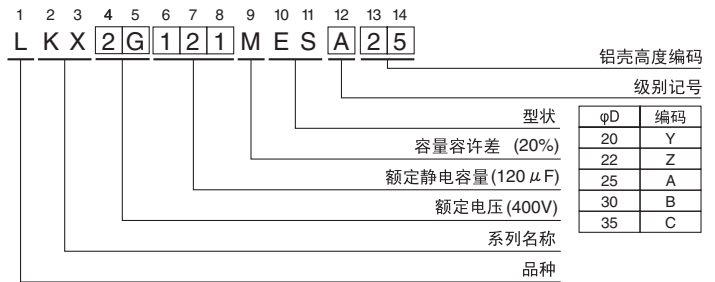 1 2 3 4 5 6 7 8 9 10 11 12 13 14
L K X 2 G 1 2 1 M E S A 2 5
铝壳高度编码
级别记号
型状
容量容许差 (20%)
额定静电容量(120μF)
额定电压(400V)
系列名称
品种
φD 编码
20 Y
22 Z
25 A
30 B
35 C